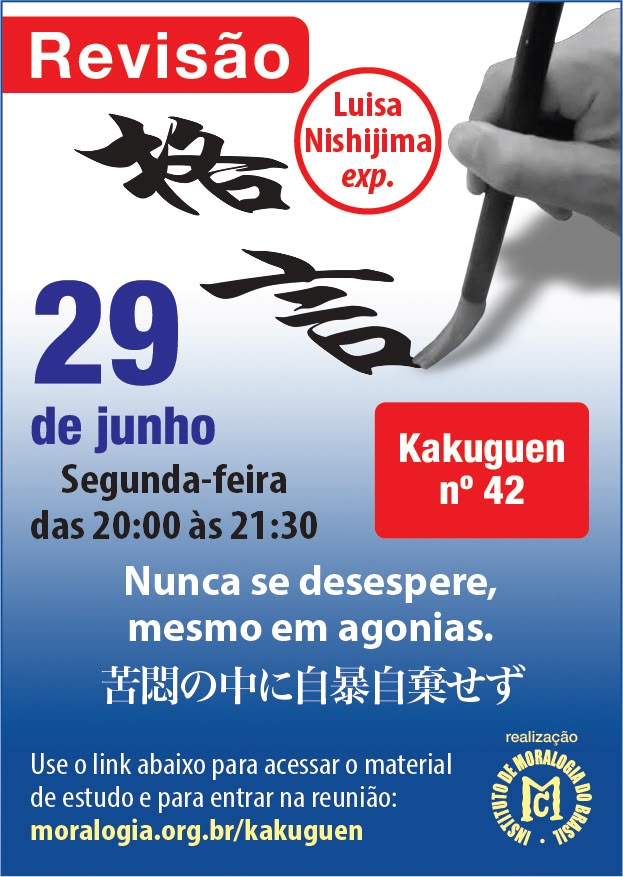 Revisão
Luisa
Nishijima
exp.
格言
29
de junho
Segunda-feira
das 20:00 às 21:30
Kakuguen
nº 42
Nunca se desespere,
mesmo em agonias.
苦悶の中に自暴自棄せず
Use o link abaixo para acessar o material
de estudo e para entrar na reunião:
moralogia.org.br/kakuguen
realização
INSTITUTO DE MORALOGIA DO BRASIL
MC